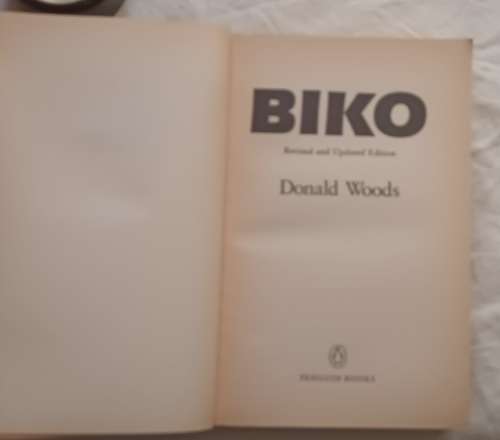 BIKO
Revised and Updated Edition
Donald Woods
PENGUIN BOOKS